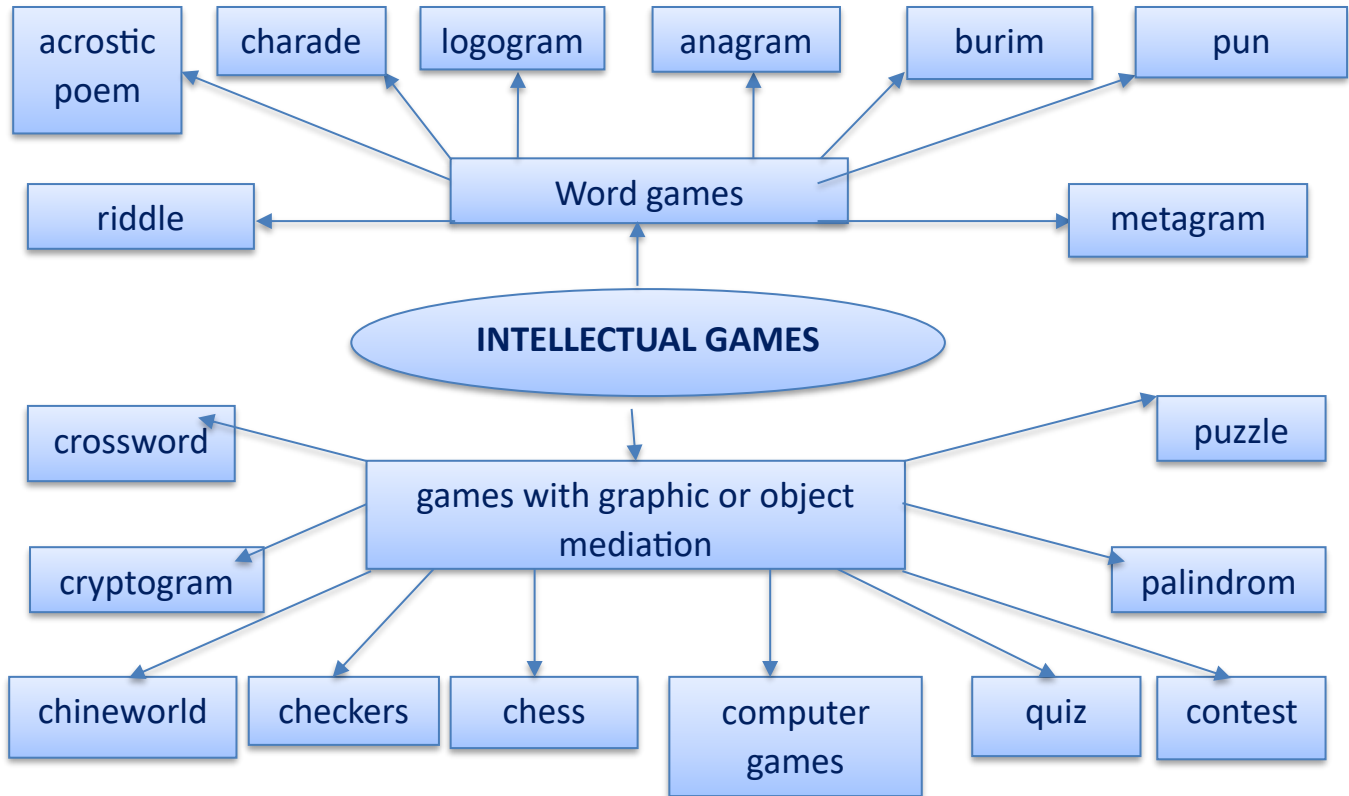 acrostic
poem
charade
logogram
anagram
burim
pun
riddle
Word games
metagram
INTELLECTUAL GAMES
crossword
puzzle
games with graphic or object
mediation
cryptogram
palindrom
chineworld
checkers
chess
computer
games
quiz
contest